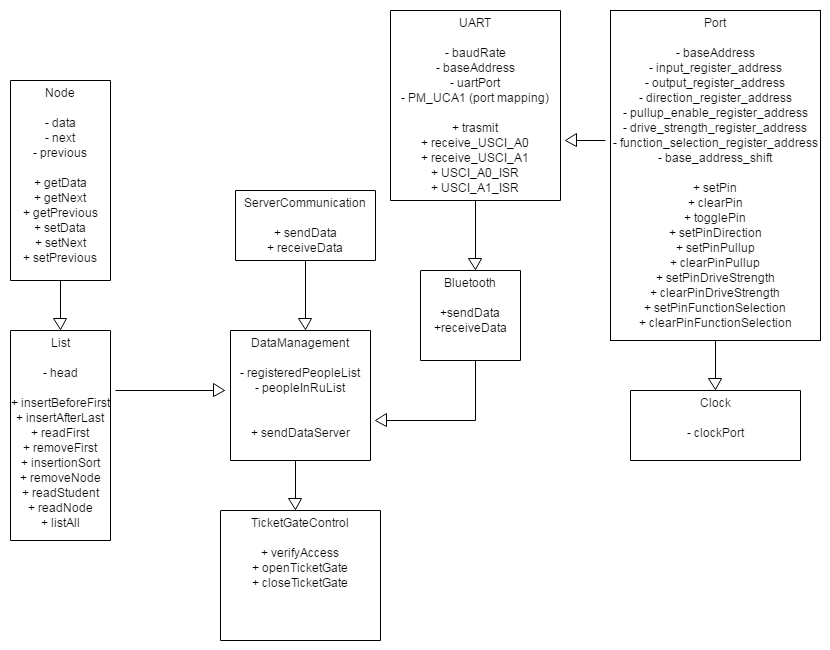 Node
- data
- next
- previous
+ getData
+ getNext
+ getPrevious
+ setData
+ setNext
+ setPrevious
List
- head
+ insertBeforeFirst
+ insertAfterLast
+ readFirst
+ removeFirst
+ insertionSort
+ removeNode
+ readStudent
+ readNode
+ listAll
ServerCommunication
+ sendData
+ receiveData
DataManagement
- registeredPeopleList
- peopleInRuList
+ sendDataServer
TicketGateControl
+ verifyAccess
+ openTicketGate
+ closeTicketGate
UART
- baudRate
- baseAddress
- uartPort
- PM_UCA1 (port mapping)
+ trasmit
+ receive_USCI_A0
+ receive_USCI_A1
+ USCI_A0_ISR
+ USCI_A1_ISR
Bluetooth
+sendData
+receiveData
Port
- baseAddress
- input_register_address
- output_register_address
- direction_register_address
- pullup_enable_register_address
- drive_strength_register_address
- function_selection_register_address
- base_address_shift
+ setPin
+ clearPin
+ togglePin
+ setPinDirection
+ setPinPullup
+ clearPinPullup
+ setPinDriveStrength
+ clearPinDriveStrength
+ setPinFunctionSelection
+ clearPinFunctionSelection
Clock
- clockPort